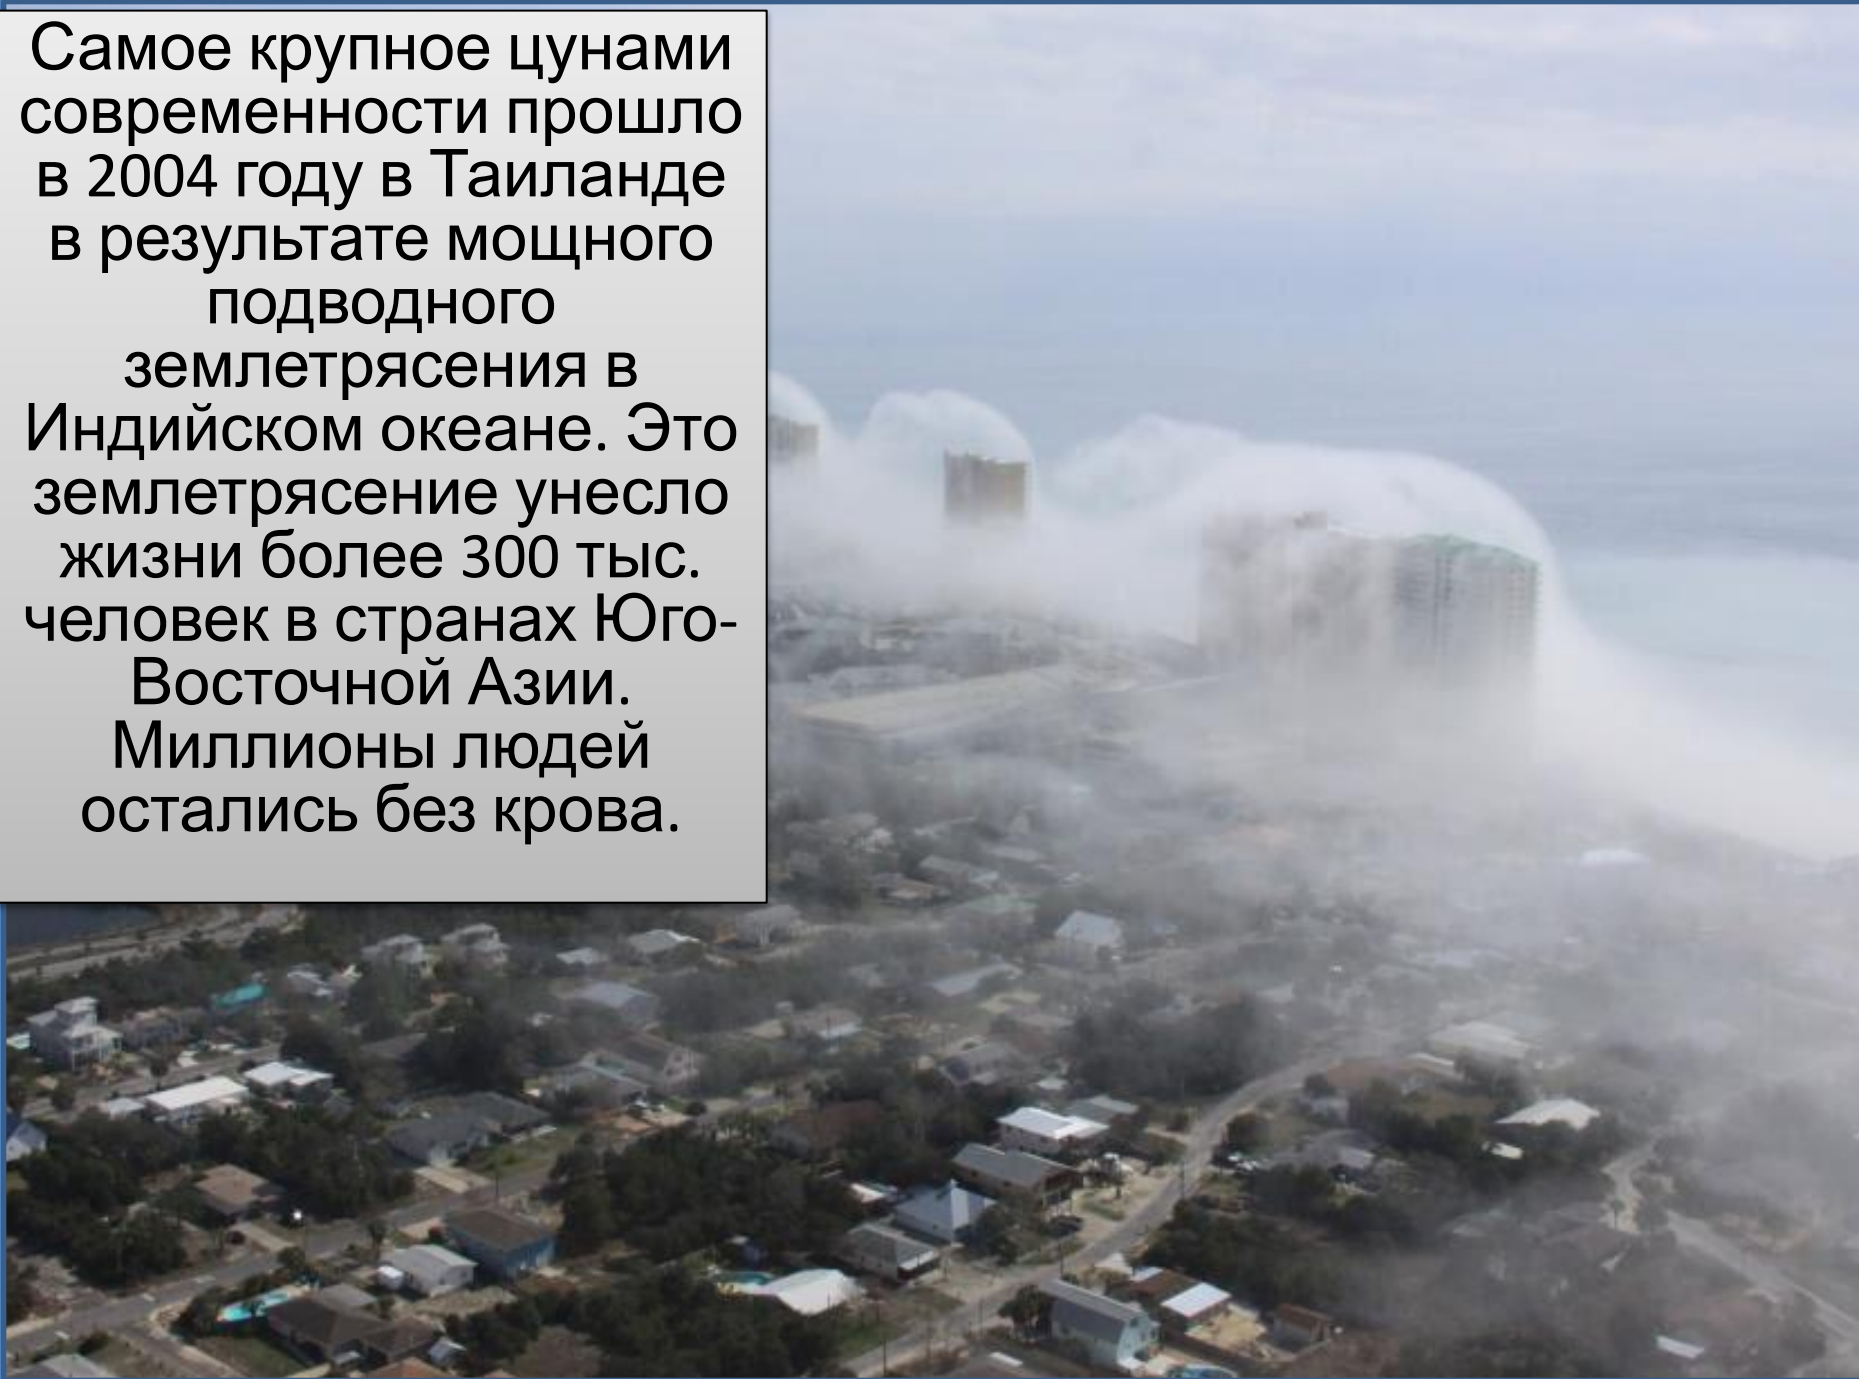 Самое крупное цунами
современности прошло
в 2004 году в Таиланде
в результате мощного
подводного
землетрясения в
Индийском океане. Это
землетрясение унесло
жизни более 300 тыс.
человек в странах Юго-
Восточной Азии.
Миллионы людей
остались без крова.